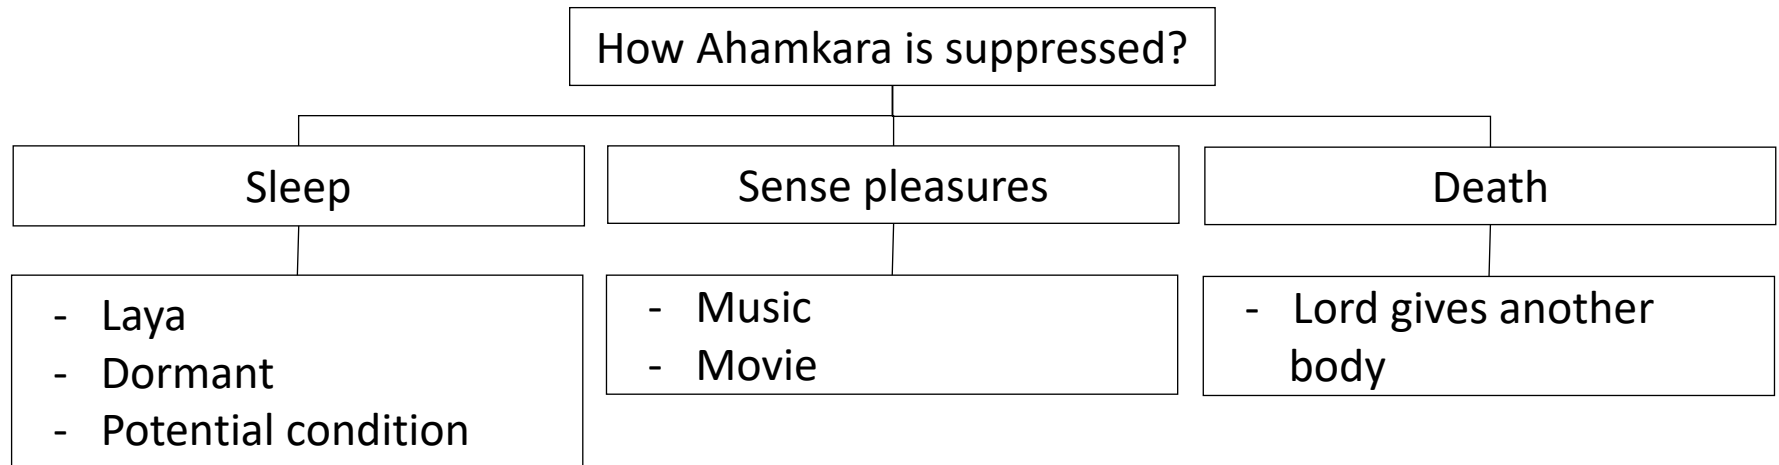 How Ahamkara is suppressed?
Sleep
Sense pleasures
Death
- Laya
- Dormant
- Potential condition
- Music
- Movie
- Lord gives another
body